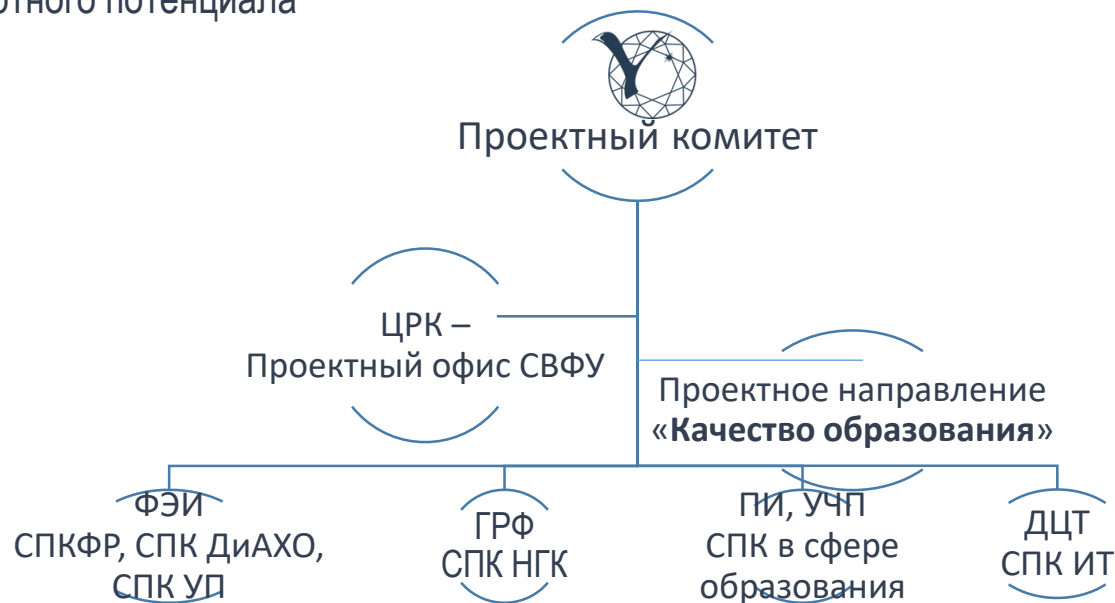 потенциала
Проектный комитет
ЦРК –
Проектный офис СВФУ
Проектное направление
«Качество образования»
ФЭИ
СПКФР, СПК ДиАХО,
СПК УП
ГРФ
СПК НГК
ПИ, УЧП
СПК в сфере
образования
ДЦТ
СПК ИТ